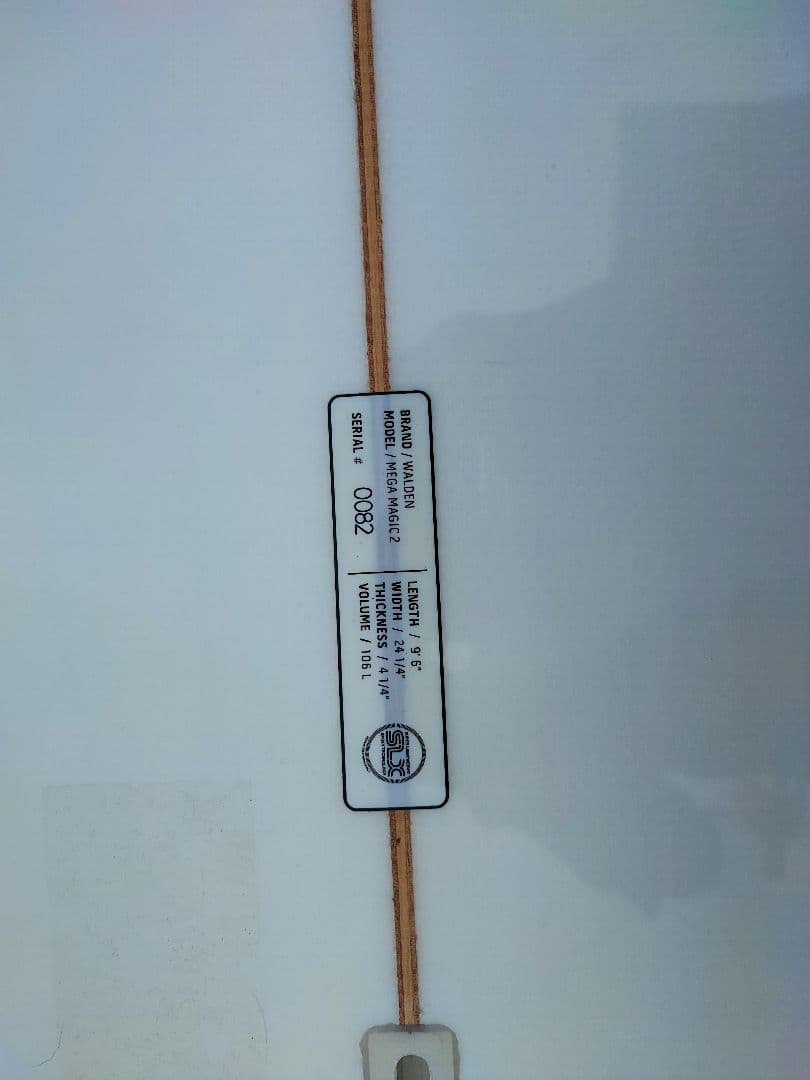 BRAND / WALDEN
MODEL / MEGA MAGIC 2
SERIAL # 0082
LENGTH / 9' 6"
WIDTH / 24 1/4"
THICKNESS / 4 1/4"
VOLUME / 106 L
SLX